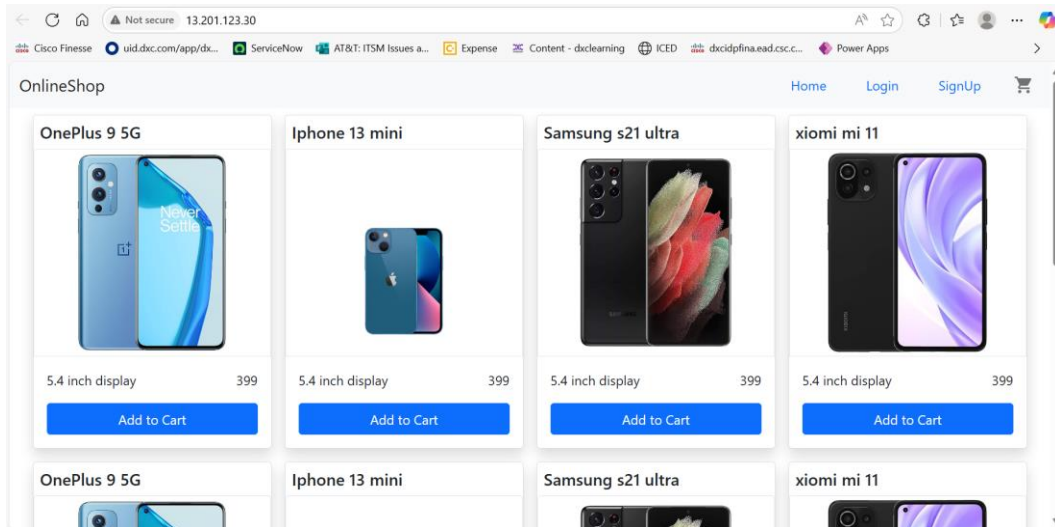 Not secure 13.201.123.30
Cisco Finesse uid.dxc.com/app/dx... ServiceNow AT&T: ITSM Issues a... Expense Content - dxclearning ICED dxcidpfina.ead.csc.c... Power Apps
OnlineShop Home Login SignUp
OnePlus 9 5G Iphone 13 mini Samsung s21 ultra xiomi mi 11
Never
Settle
5.4 inch display 399 5.4 inch display 399 5.4 inch display 399 5.4 inch display 399
Add to Cart Add to Cart Add to Cart Add to Cart
OnePlus 9 5G Iphone 13 mini Samsung s21 ultra xiomi mi 11